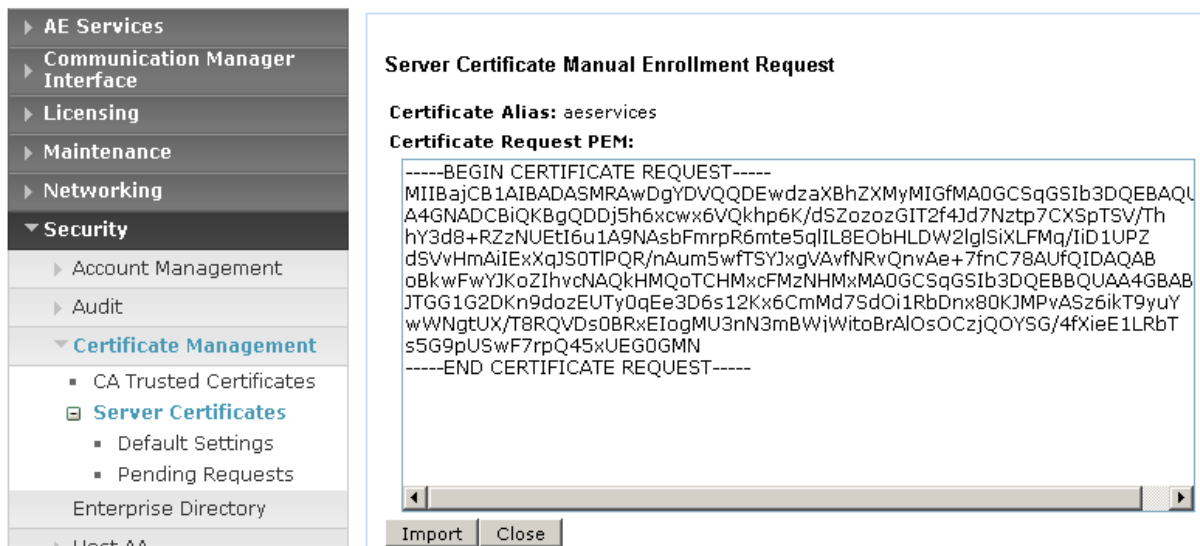 AE Services
Communication Manager
Interface
Licensing
Maintenance
Networking
Security
Account Management
Audit
Certificate Management
CA Trusted Certificates
Server Certificates
Default Settings
Pending Requests
Enterprise Directory
Host AA
Server Certificate Manual Enrollment Request
Certificate Alias: aeservices
Certificate Request PEM:
-----BEGIN CERTIFICATE REQUEST-----
MIIBajCB1AIBADASMRAwDgYDVQQDEwdzaXBhZXMyMIGfMA0GCSqGSIb3DQEBAQU
A4GNADCBiQKBgQDDj5h6xcwx6VQkhp6K/dSZozozGIT2f4Jd7Nztp7CXSpTSV/Th
hY3d8+RZzNUEtI6u1A9NAsbFmrpR6mte5qlIL8EObHLDW2lglSiXLFMq/IiD1UPZ
dSVvHmAiIExXqJS0TlPQR/nAum5wfTSYJxgVAvfNRvQnvAe+7fnC78AUfQIDAQAB
oBkwFwYJKoZIhvcNAQkHMQoTCHMxcFMzNHMxMA0GCSqGSIb3DQEBBQUAA4GBAB
JTGG1G2DKn9dozEUTy0qEe3D6s12Kx6CmMd7SdOi1RbDnx80KJMPvASz6ikT9yuY
wWNgtUX/T8RQVDs0BRxEIogMU3nN3mBWjWitoBrAlOsOCzjQOYSG/4fXieE1LRbT
s5G9pUSwF7rpQ45xUEG0GMN
-----END CERTIFICATE REQUEST-----
Import Close